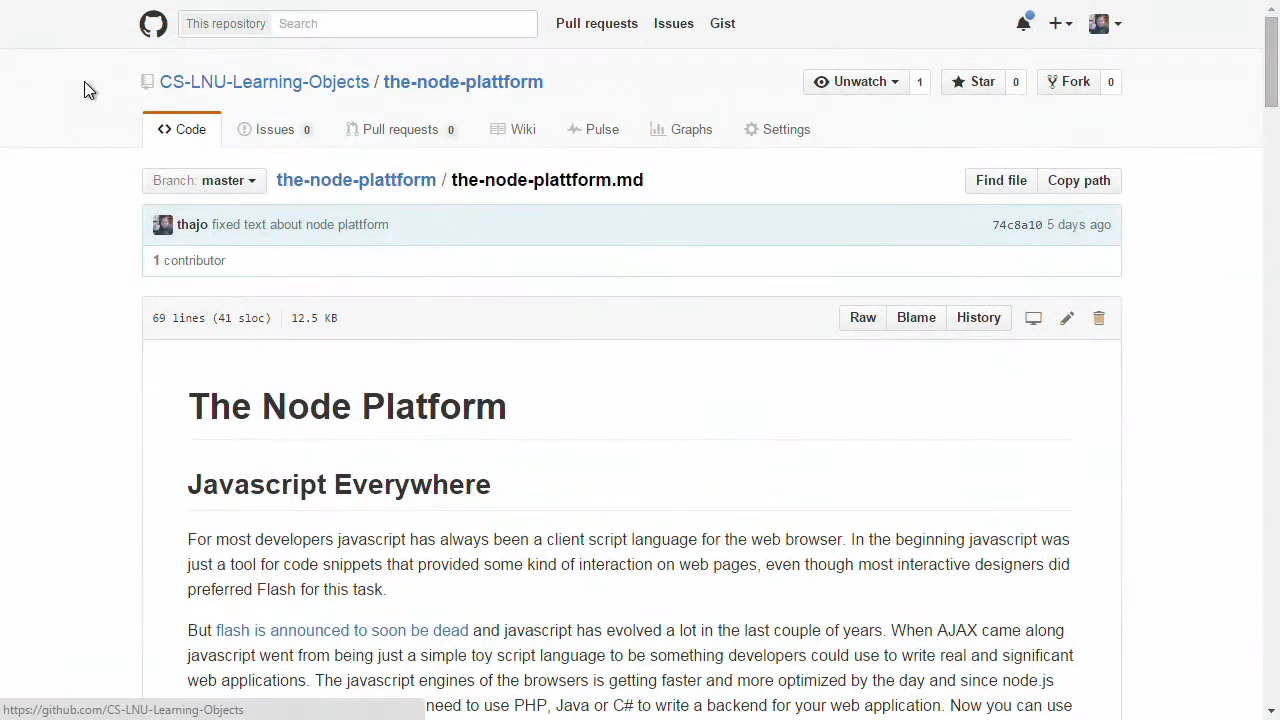 This repository Search Pull requests Issues Gist
CS-LNU-Learning-Objects / the-node-plattform Unwatch 1 Star 0 Fork 0
Code Issues 0 Pull requests 0 Wiki Pulse Graphs Settings
Branch: master the-node-plattform / the-node-plattform.md Find file Copy path
thajo fixed text about node plattform 74c8a10 5 days ago
1 contributor
69 lines (41 sloc) 12.5 KB Raw Blame History
The Node Platform
Javascript Everywhere
For most developers javascript has always been a client script language for the web browser. In the beginning javascript was
just a tool for code snippets that provided some kind of interaction on web pages, even though most interactive designers did
preferred Flash for this task.
But flash is announced to soon be dead and javascript has evolved a lot in the last couple of years. When AJAX came along
javascript went from being just a simple toy script language to be something developers could use to write real and significant
web applications. The javascript engines of the browsers is getting faster and more optimized by the day and since node.js
need to use PHP, Java or C# to write a backend for your web application. Now you can use
https://github.com/CS-LNU-Learning-Objects